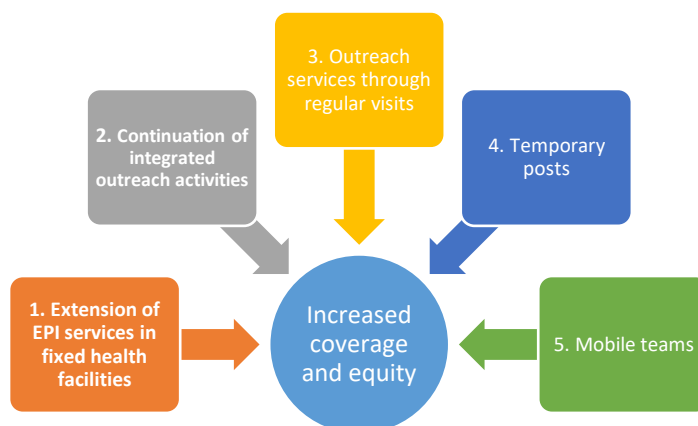 1. Extension of
EPI services in
fixed health
facilities
2. Continuation of
integrated
outreach activities
3. Outreach
services through
regular visits
4. Temporary
posts
5. Mobile teams
Increased
coverage
and equity